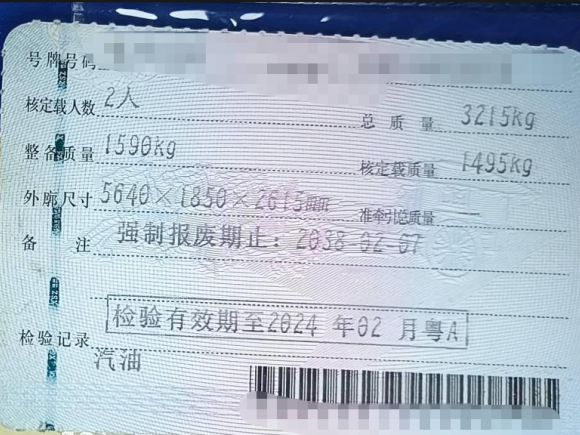 号牌号码
核定载人数 2人 总质量 3215kg
整备质量 1590kg 核定载质量 1495kg
外廓尺寸 5640×1850×2615mm 准牵引总质量 —
备注 强制报废期止：2038-02-07
检验记录 检验有效期至2024 年02 月粤A
汽油